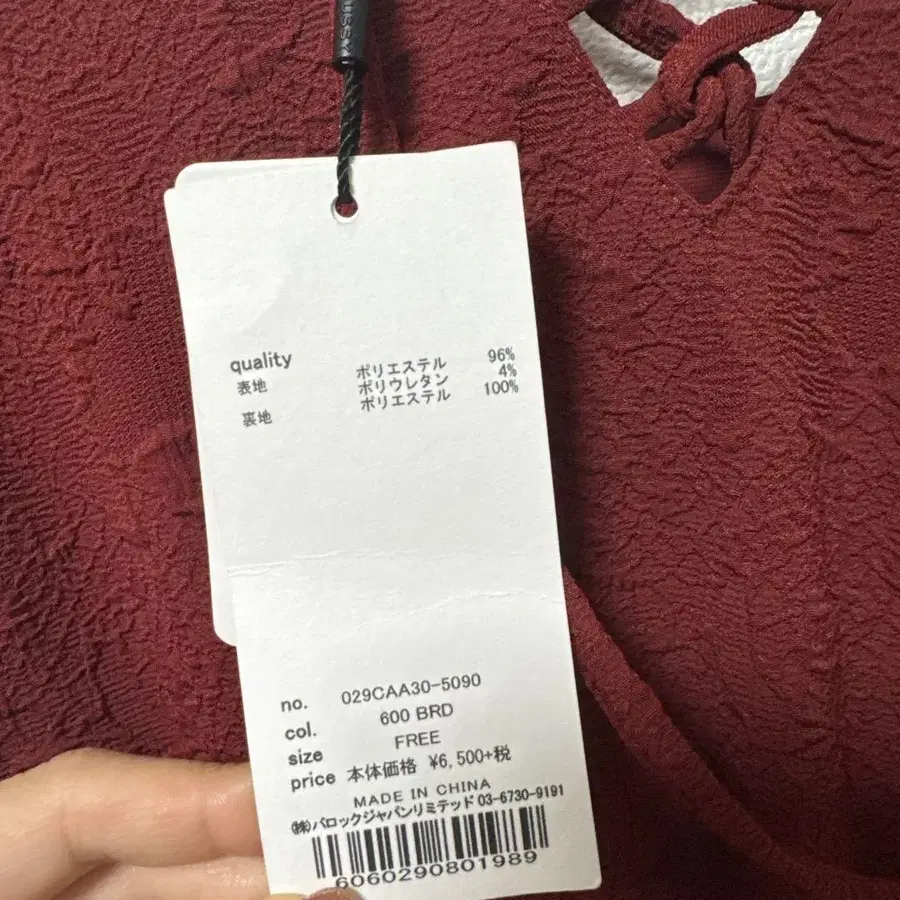 USSY
quality
表地 ポリエステル 96%
ポリウレタン 4%
裏地 ポリエステル 100%
no. 029CAA30-5090
col. 600 BRD
size FREE
price 本体価格 ¥6,500+税
MADE IN CHINA
㈱バロックジャパンリミテッド 03-6730-9191
6060290801989